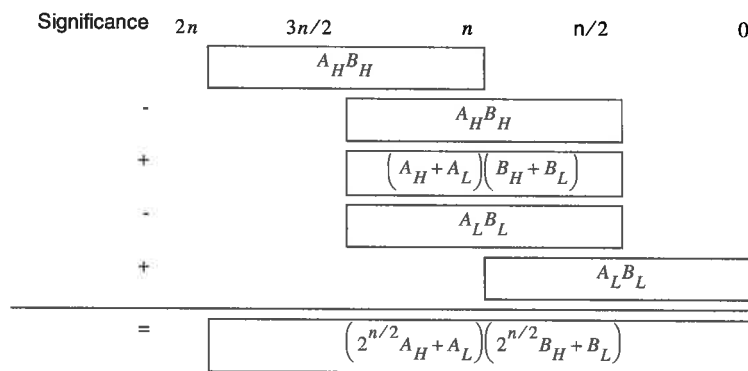 Significance 2n 3n/2 n n/2 0
A_H B_H
- A_H B_H
+ (A_H + A_L)(B_H + B_L)
- A_L B_L
+ A_L B_L
= (2^{n/2} A_H + A_L)(2^{n/2} B_H + B_L)